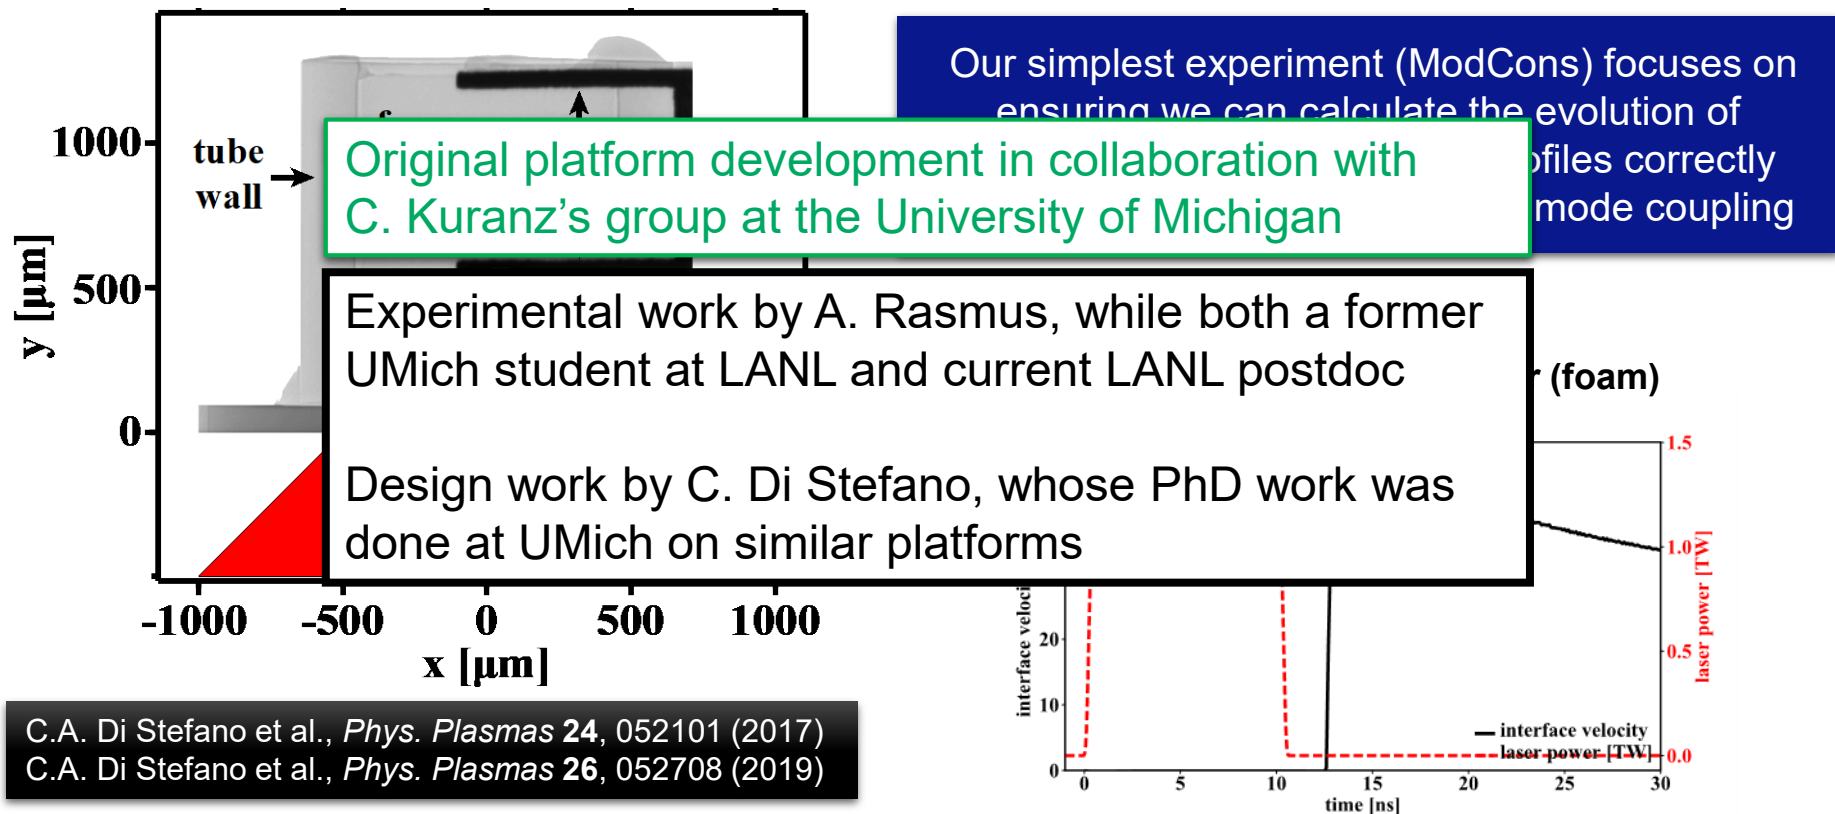 Our simplest experiment (ModCons) focuses on
ensuring we can calculate the evolution of
files correctly
mode coupling
Original platform development in collaboration with
C. Kuranz’s group at the University of Michigan
Experimental work by A. Rasmus, while both a former
UMich student at LANL and current LANL postdoc
Design work by C. Di Stefano, whose PhD work was
done at UMich on similar platforms
tube
wall
y [μm]
1000
500
0
-1000 -500 0 500 1000
x [μm]
(foam)
interface veloci
20
10
0
1.5
1.0
0.5
0.0
laser power [TW]
interface velocity
laser power [TW]
0 5 10 15 20 25 30
time [ns]
C.A. Di Stefano et al., Phys. Plasmas 24, 052101 (2017)
C.A. Di Stefano et al., Phys. Plasmas 26, 052708 (2019)